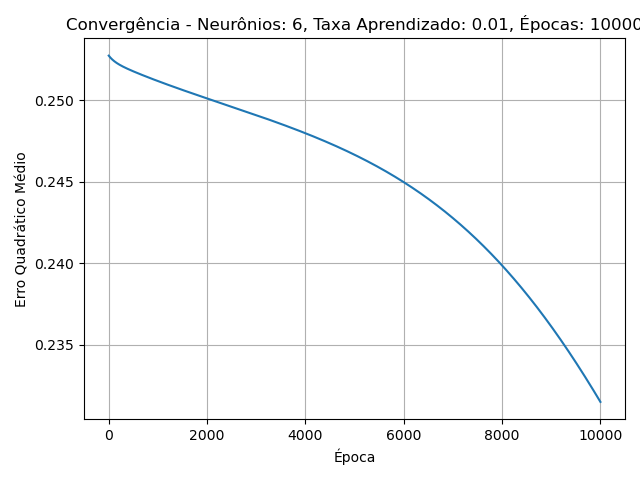 Convergência - Neurônios: 6, Taxa Aprendizado: 0.01, Épocas: 10000
0.250
0.245
0.240
0.235
Erro Quadrático Médio
0 2000 4000 6000 8000 10000
Época